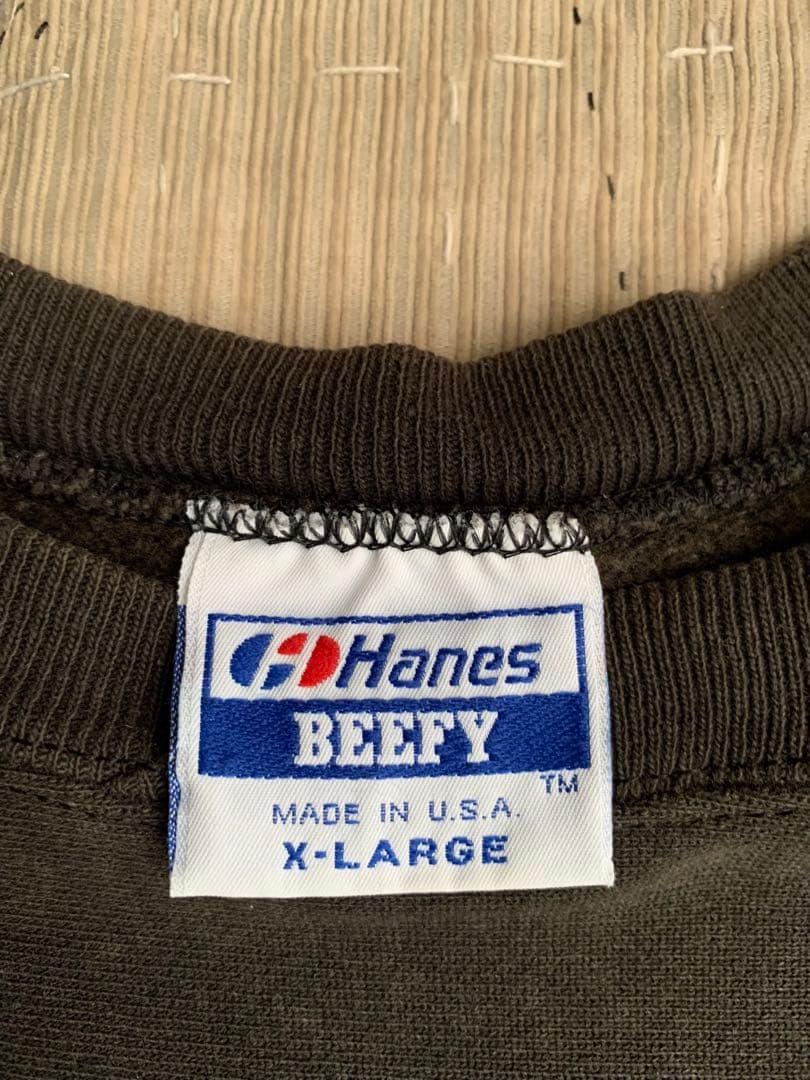 Hanes
BEEFY
TM
MADE IN U.S.A.
X-LARGE